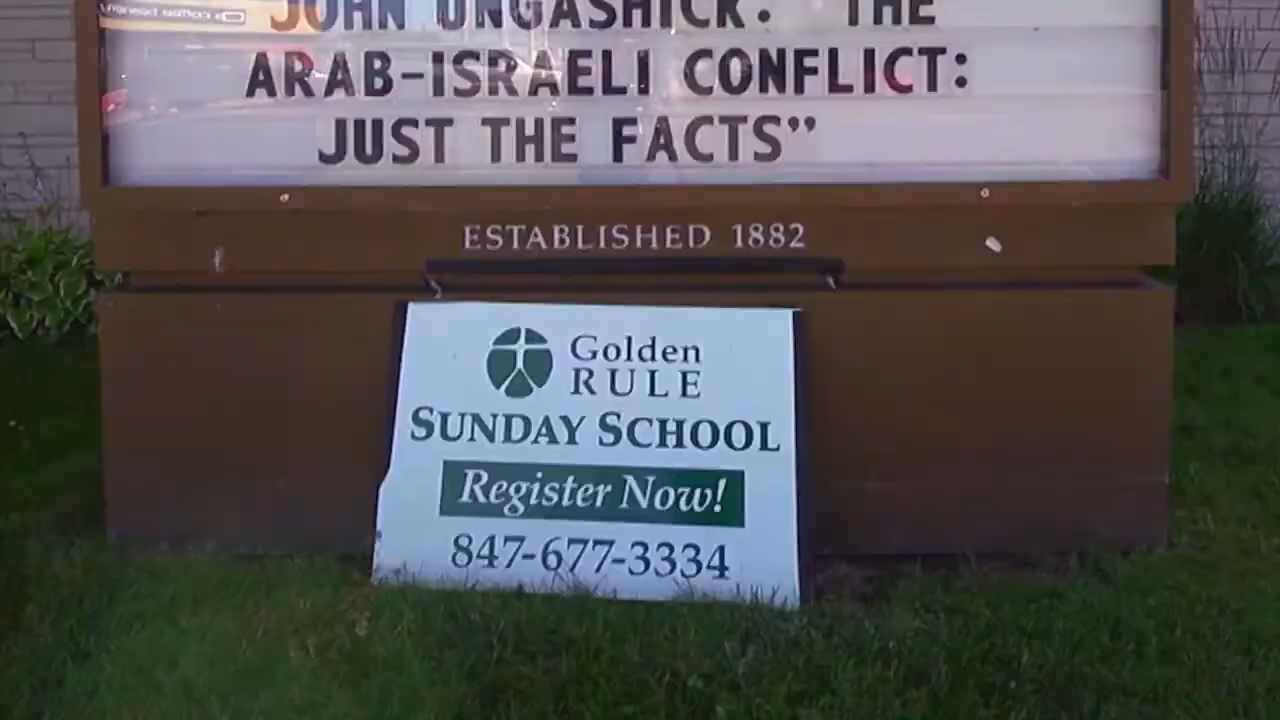 JOHN UNGASHICK: "THE
ARAB-ISRAELI CONFLICT:
JUST THE FACTS"
ESTABLISHED 1882
Golden
RULE
SUNDAY SCHOOL
Register Now!
847-677-3334